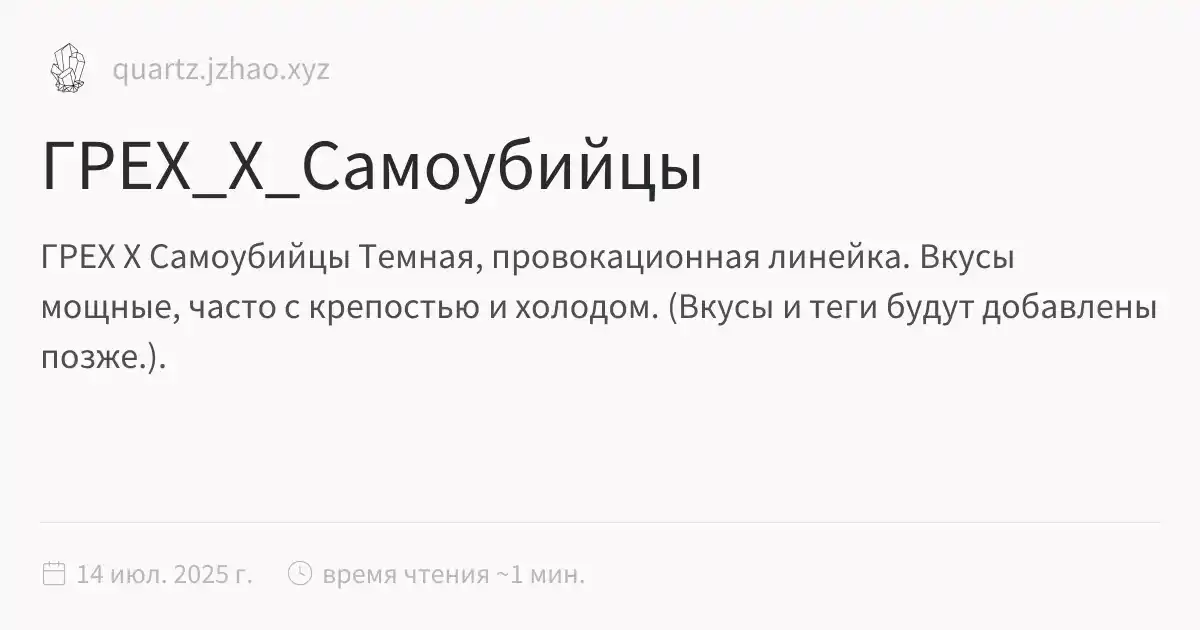 quartz.jzhao.xyz
ГРЕХ_Х_Самоубийцы
ГРЕХ Х Самоубийцы Темная, провокационная линейка. Вкусы
мощные, часто с крепостью и холодом. (Вкусы и теги будут добавлены
позже.).
14 июл. 2025 г. время чтения ~1 мин.